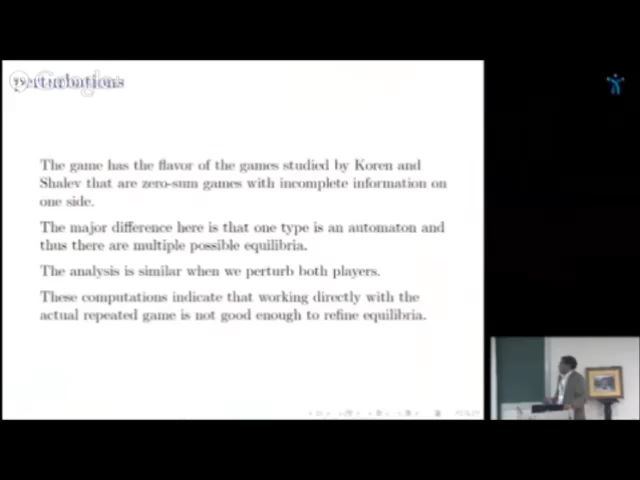 perturbations
The game has the flavor of the games studied by Koren and
Shalev that are zero-sum games with incomplete information on
one side.
The major difference here is that one type is an automaton and
thus there are multiple possible equilibria.
The analysis is similar when we perturb both players.
These computations indicate that working directly with the
actual repeated game is not good enough to refine equilibria.